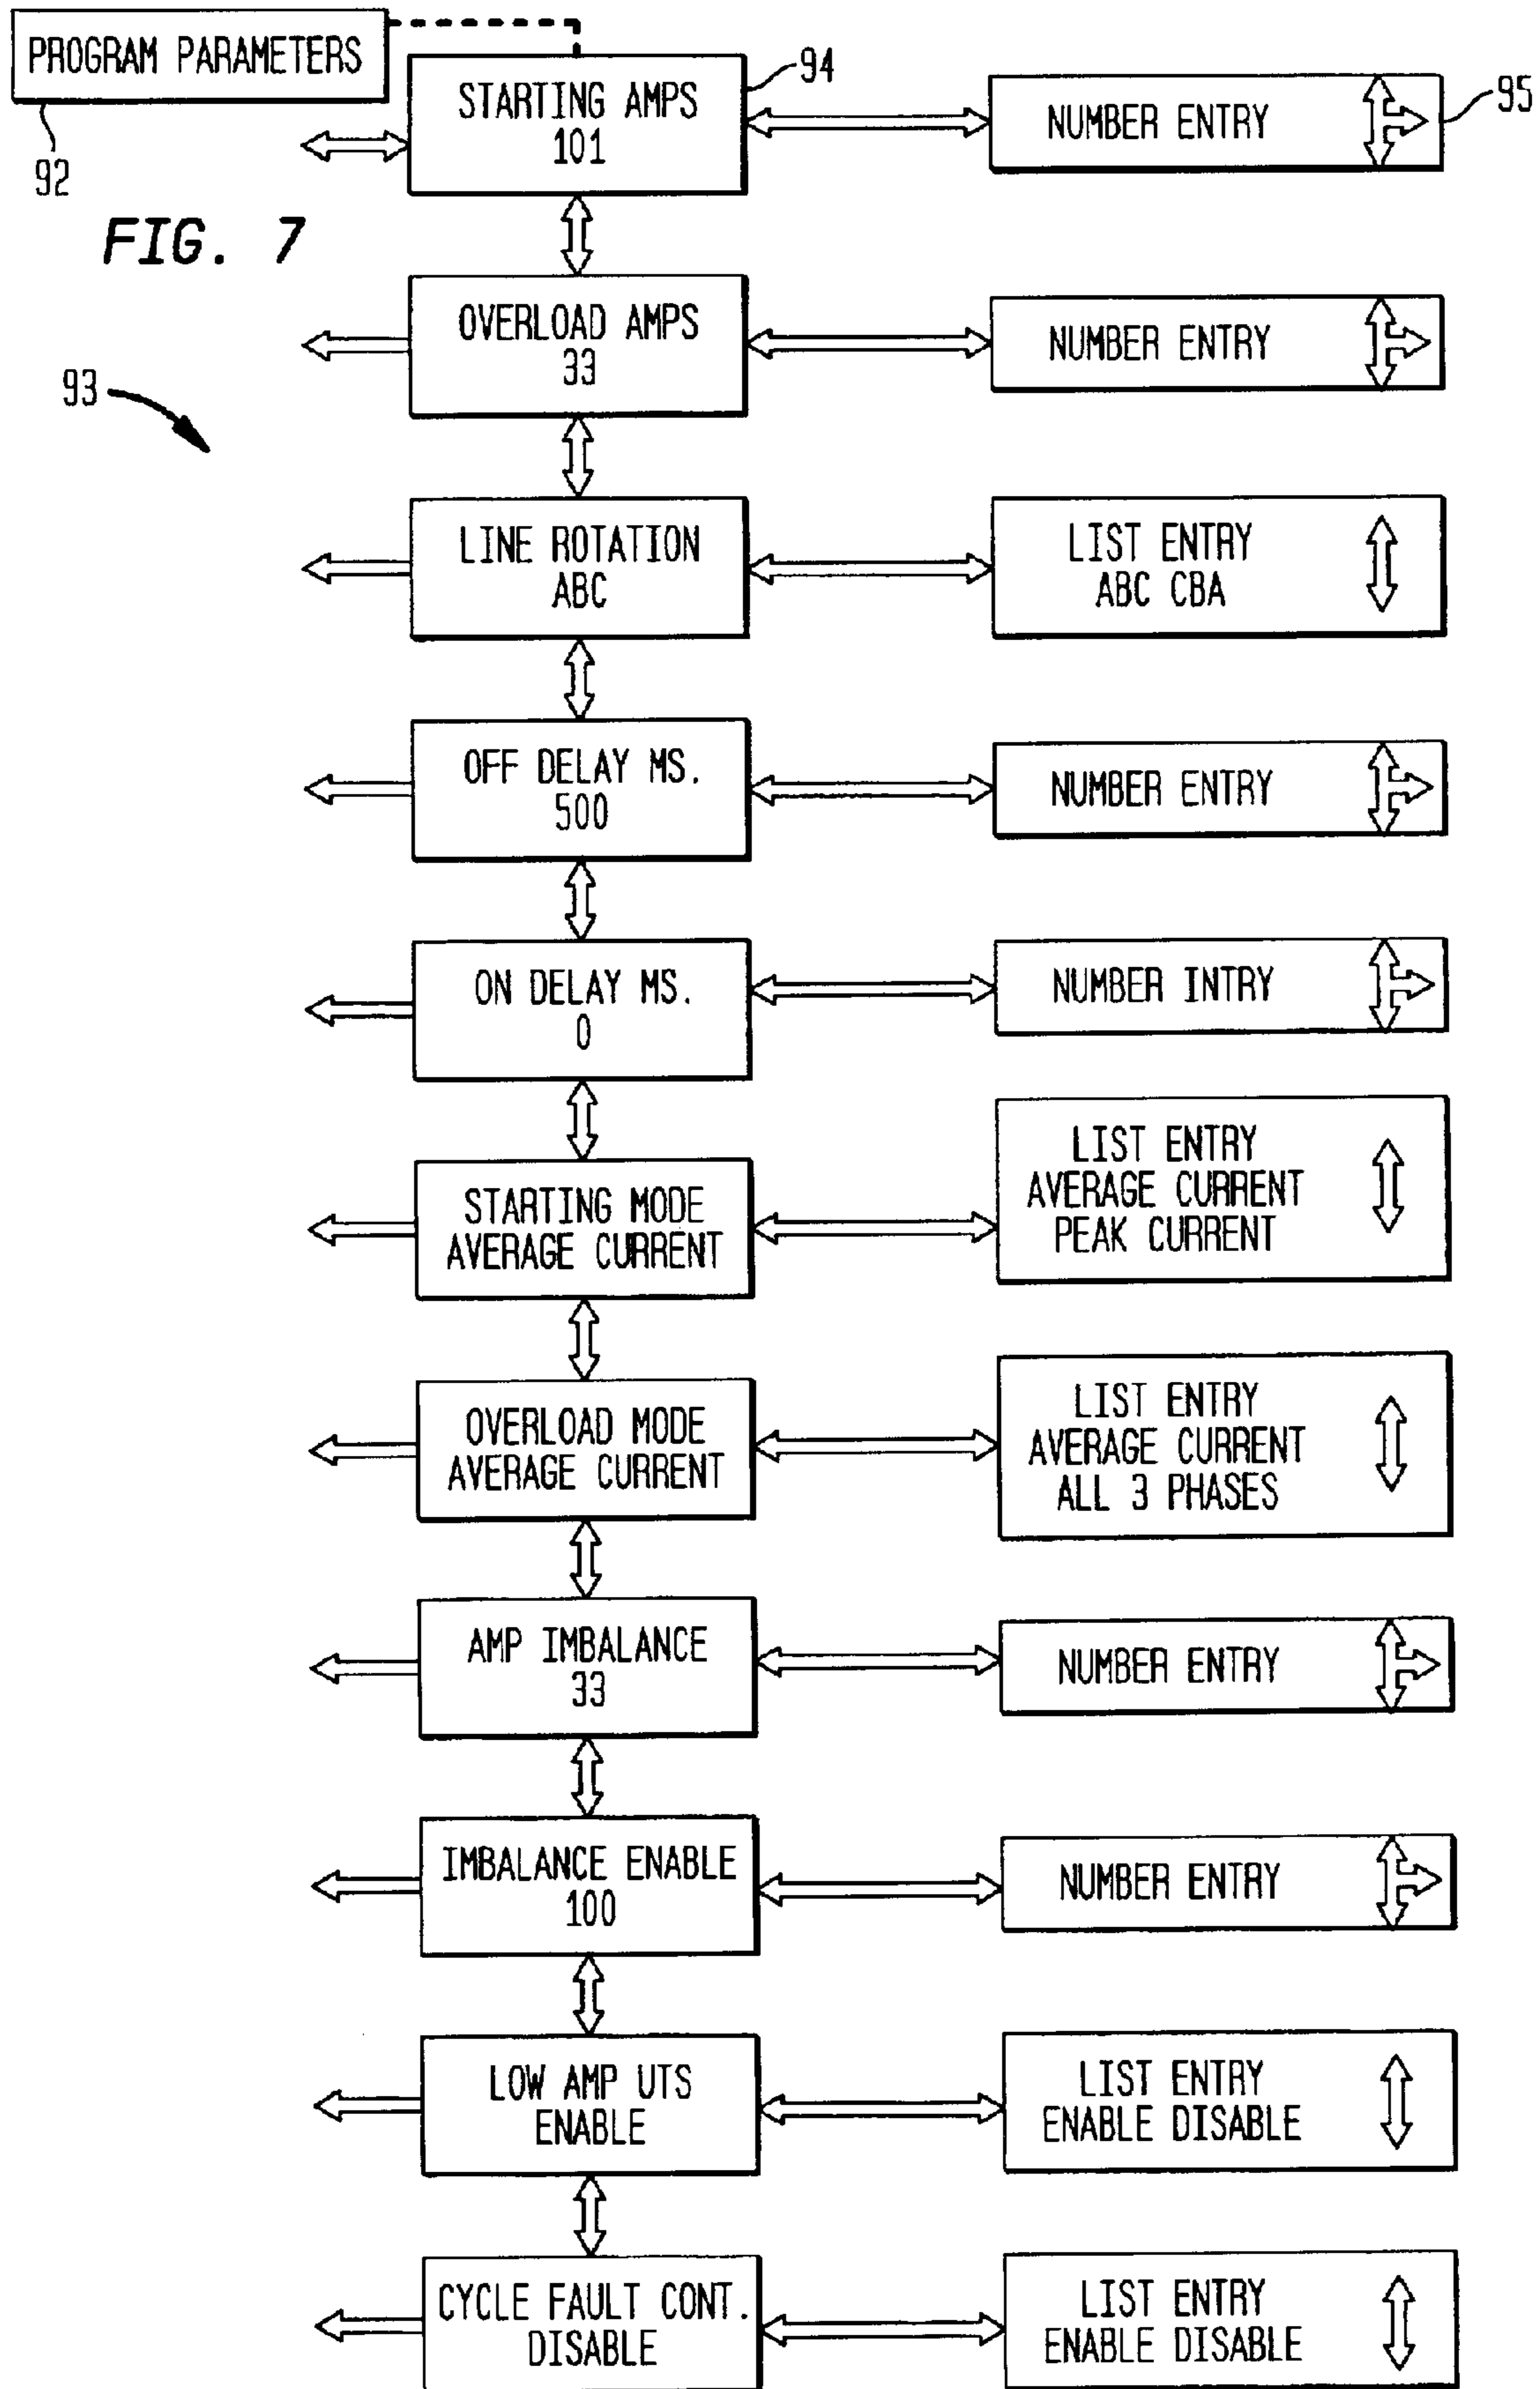 PROGRAM PARAMETERS
92
FIG. 7
93
STARTING AMPS
101
94
NUMBER ENTRY
95
OVERLOAD AMPS
33
NUMBER ENTRY
LINE ROTATION
ABC
LIST ENTRY
ABC CBA
OFF DELAY MS.
500
NUMBER ENTRY
ON DELAY MS.
0
NUMBER INTRY
STARTING MODE
AVERAGE CURRENT
LIST ENTRY
AVERAGE CURRENT
PEAK CURRENT
OVERLOAD MODE
AVERAGE CURRENT
LIST ENTRY
AVERAGE CURRENT
ALL 3 PHASES
AMP IMBALANCE
33
NUMBER ENTRY
IMBALANCE ENABLE
100
NUMBER ENTRY
LOW AMP UTS
ENABLE
LIST ENTRY
ENABLE DISABLE
CYCLE FAULT CONT.
DISABLE
LIST ENTRY
ENABLE DISABLE